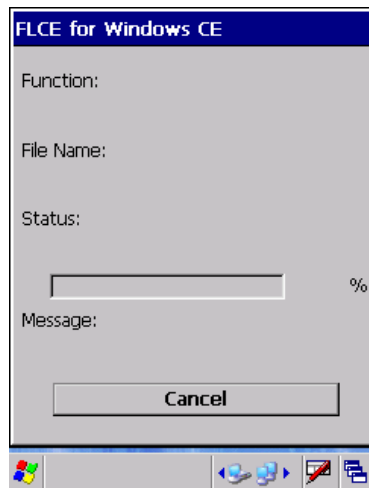 FLCE for Windows CE
Function:
File Name:
Status:
%
Message:
Cancel